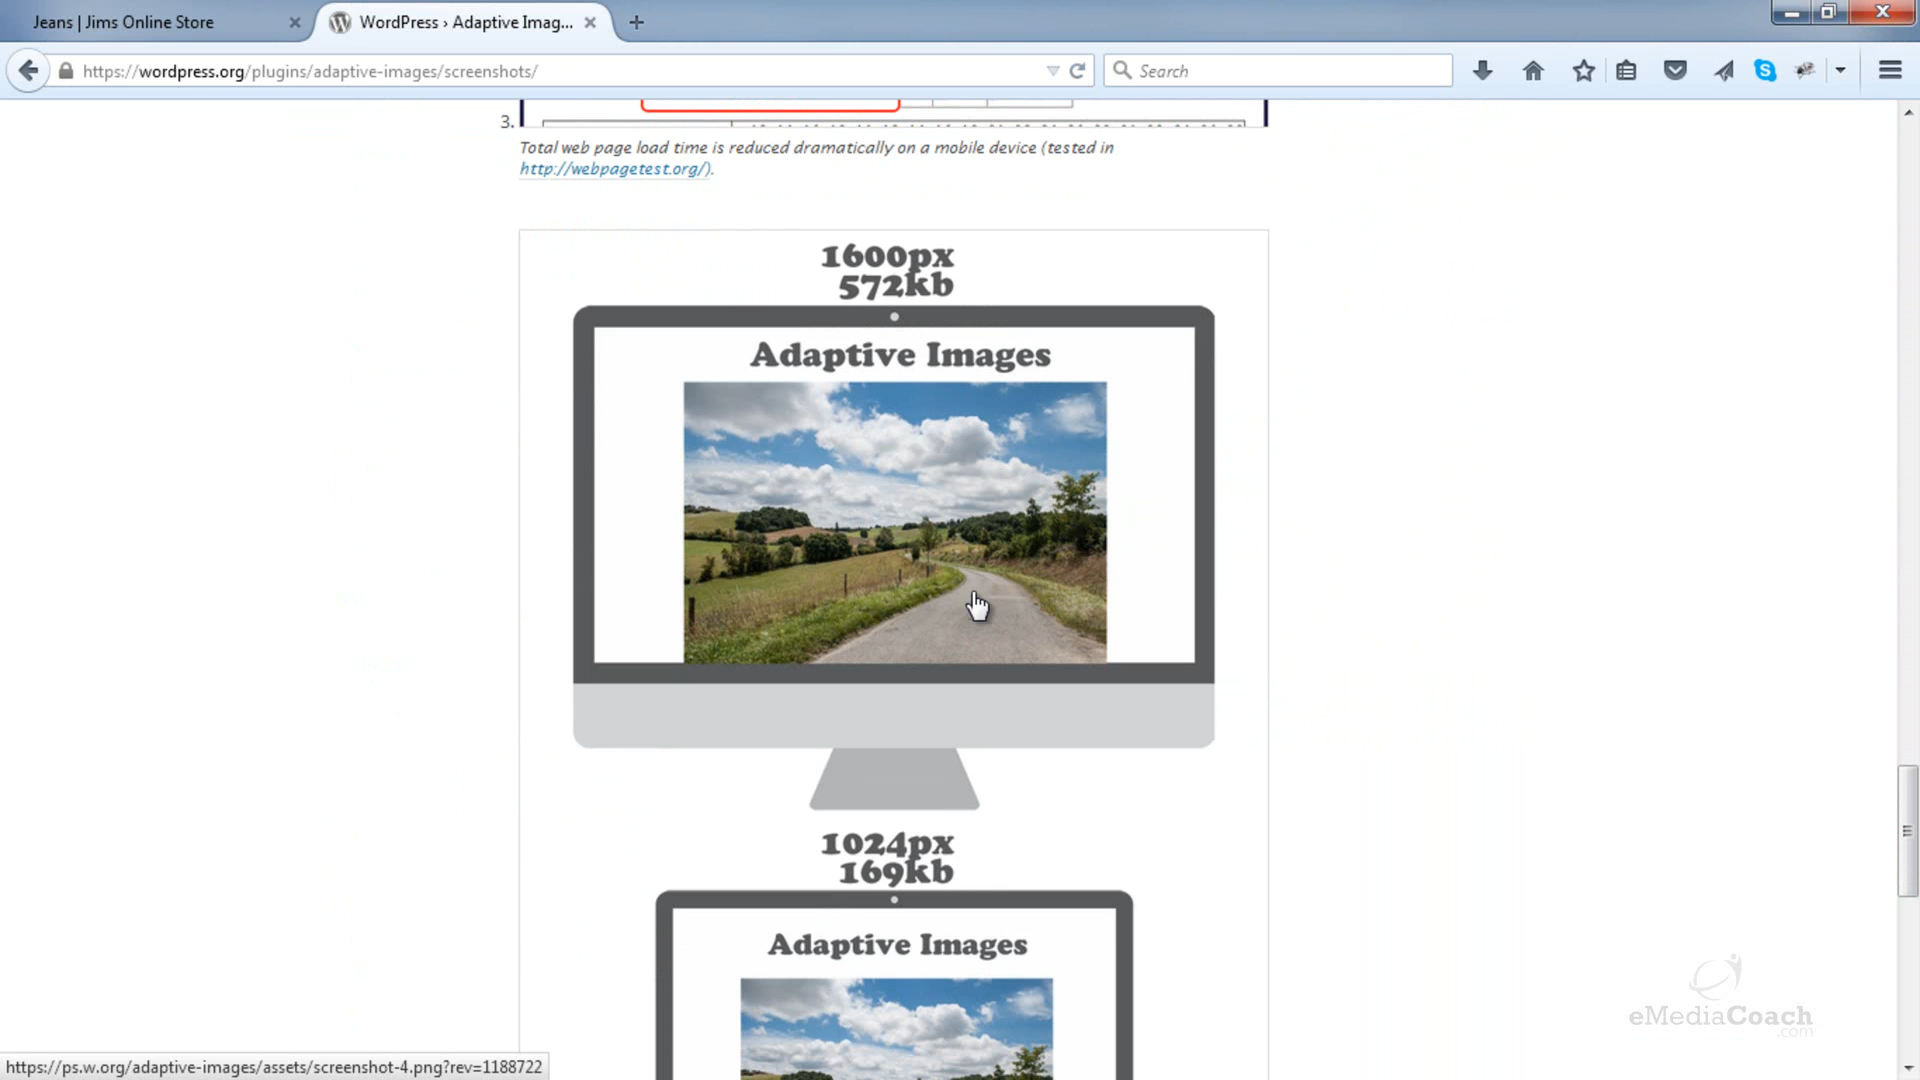 Jeans | Jims Online Store
WordPress › Adaptive Imag...
https://wordpress.org/plugins/adaptive-images/screenshots/
Search
3.
Total web page load time is reduced dramatically on a mobile device (tested in
http://webpagetest.org/).
1600px
572kb
Adaptive Images
1024px
169kb
Adaptive Images
eMediaCoach
.com
https://ps.w.org/adaptive-images/assets/screenshot-4.png?rev=1188722